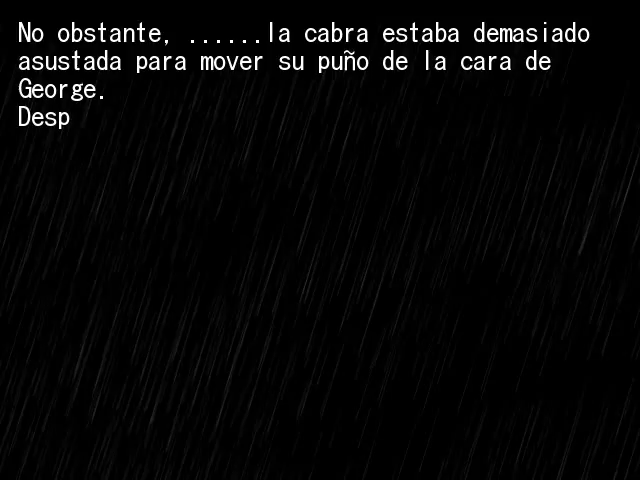 No obstante, ......la cabra estaba demasiado
asustada para mover su puño de la cara de
George.
Desp